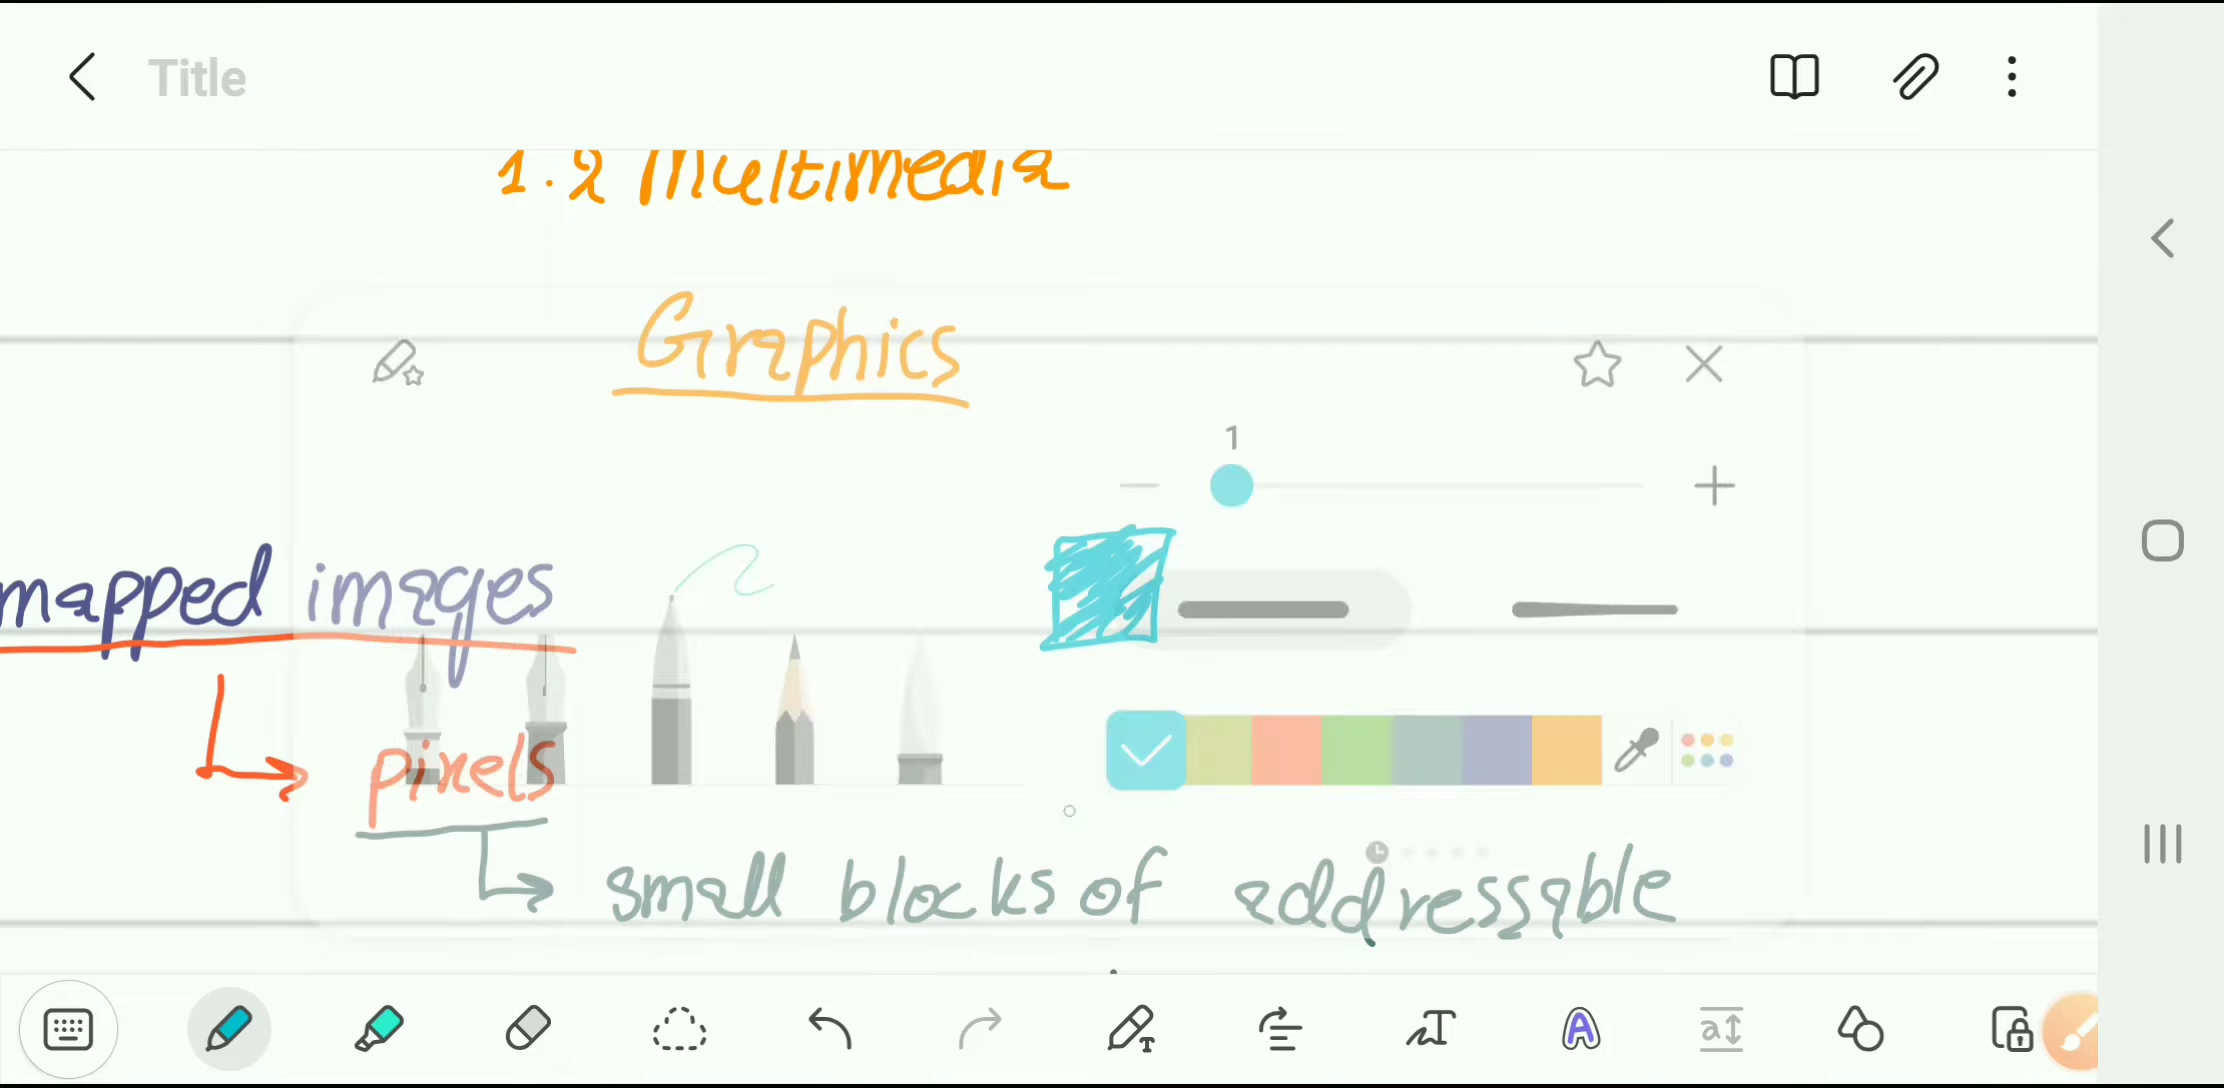 Title
1.2 Multimedia
Graphics
1
mapped images
pixels
small blocks of addressable